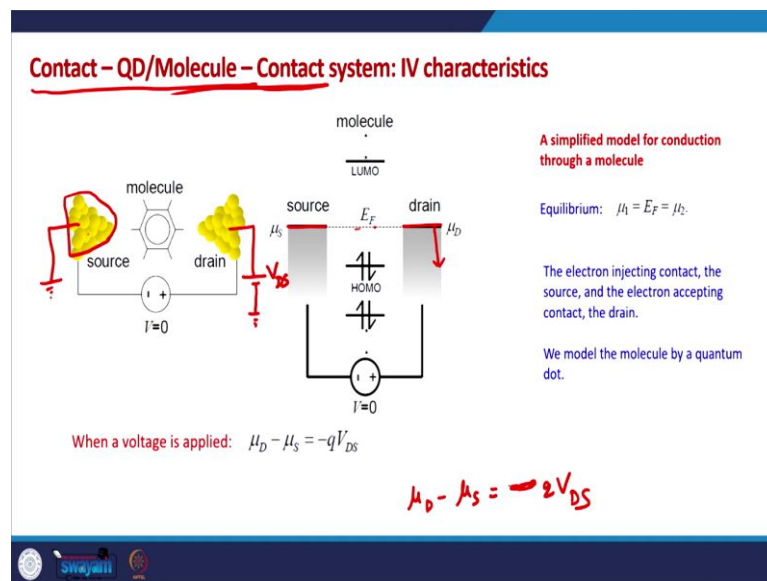 Contact – QD/Molecule – Contact system: IV characteristics
molecule
LUMO
source
E_F
drain
μ_S
μ_D
HOMO
V=0
molecule
source
drain
V_DS
V=0
A simplified model for conduction
through a molecule
Equilibrium: μ₁ = E_F = μ₂.
The electron injecting contact, the
source, and the electron accepting
contact, the drain.
We model the molecule by a quantum
dot.
When a voltage is applied: μ_D − μ_S = −qV_DS
μ_D − μ_S = −qV_DS
swayam